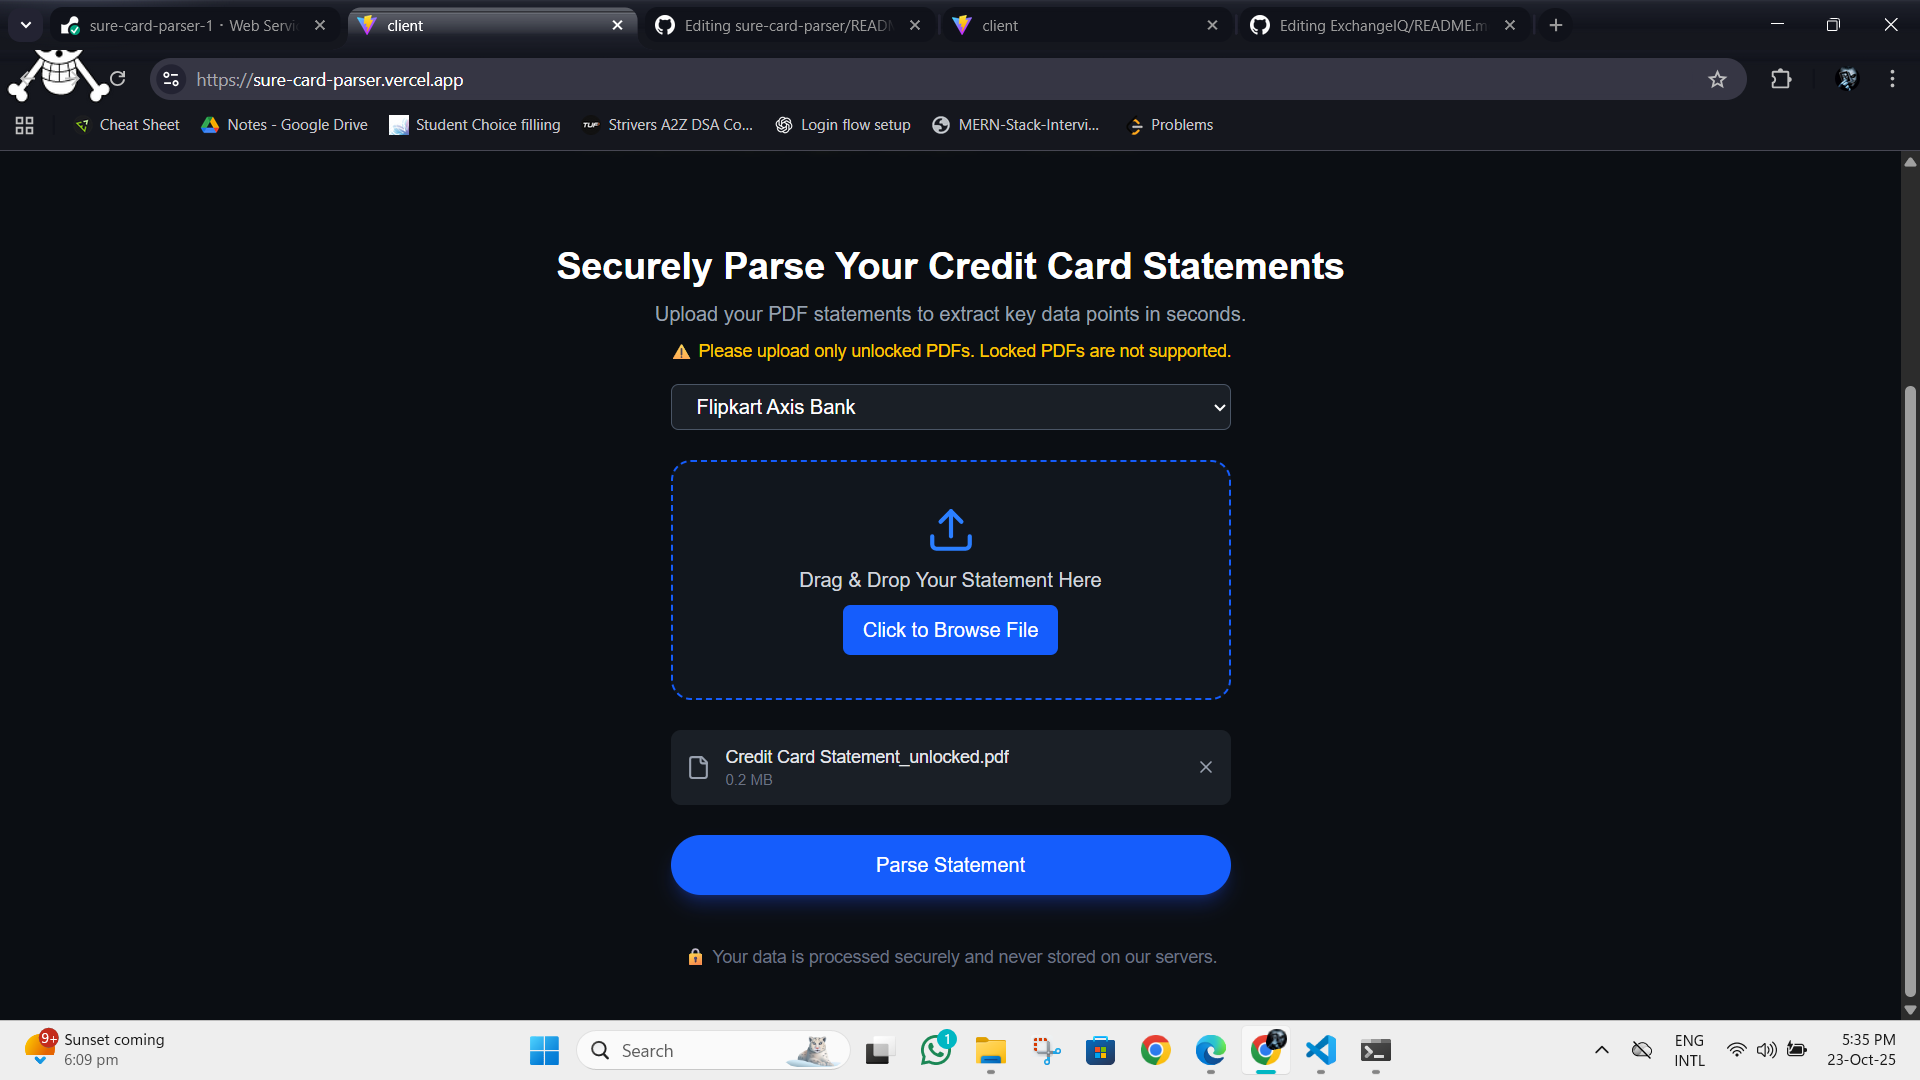 sure-card-parser-1 · Web Servi
client
Editing sure-card-parser/READM
client
Editing ExchangeIQ/README.m
https://sure-card-parser.vercel.app
Cheat Sheet
Notes - Google Drive
Student Choice filliing
TUF
Strivers A2Z DSA Co...
Login flow setup
MERN-Stack-Intervi...
Problems
Securely Parse Your Credit Card Statements
Upload your PDF statements to extract key data points in seconds.
Please upload only unlocked PDFs. Locked PDFs are not supported.
Flipkart Axis Bank
Drag & Drop Your Statement Here
Click to Browse File
Credit Card Statement_unlocked.pdf
0.2 MB
Parse Statement
Your data is processed securely and never stored on our servers.
9+
Sunset coming
6:09 pm
Search
1
ENG
INTL
5:35 PM
23-Oct-25